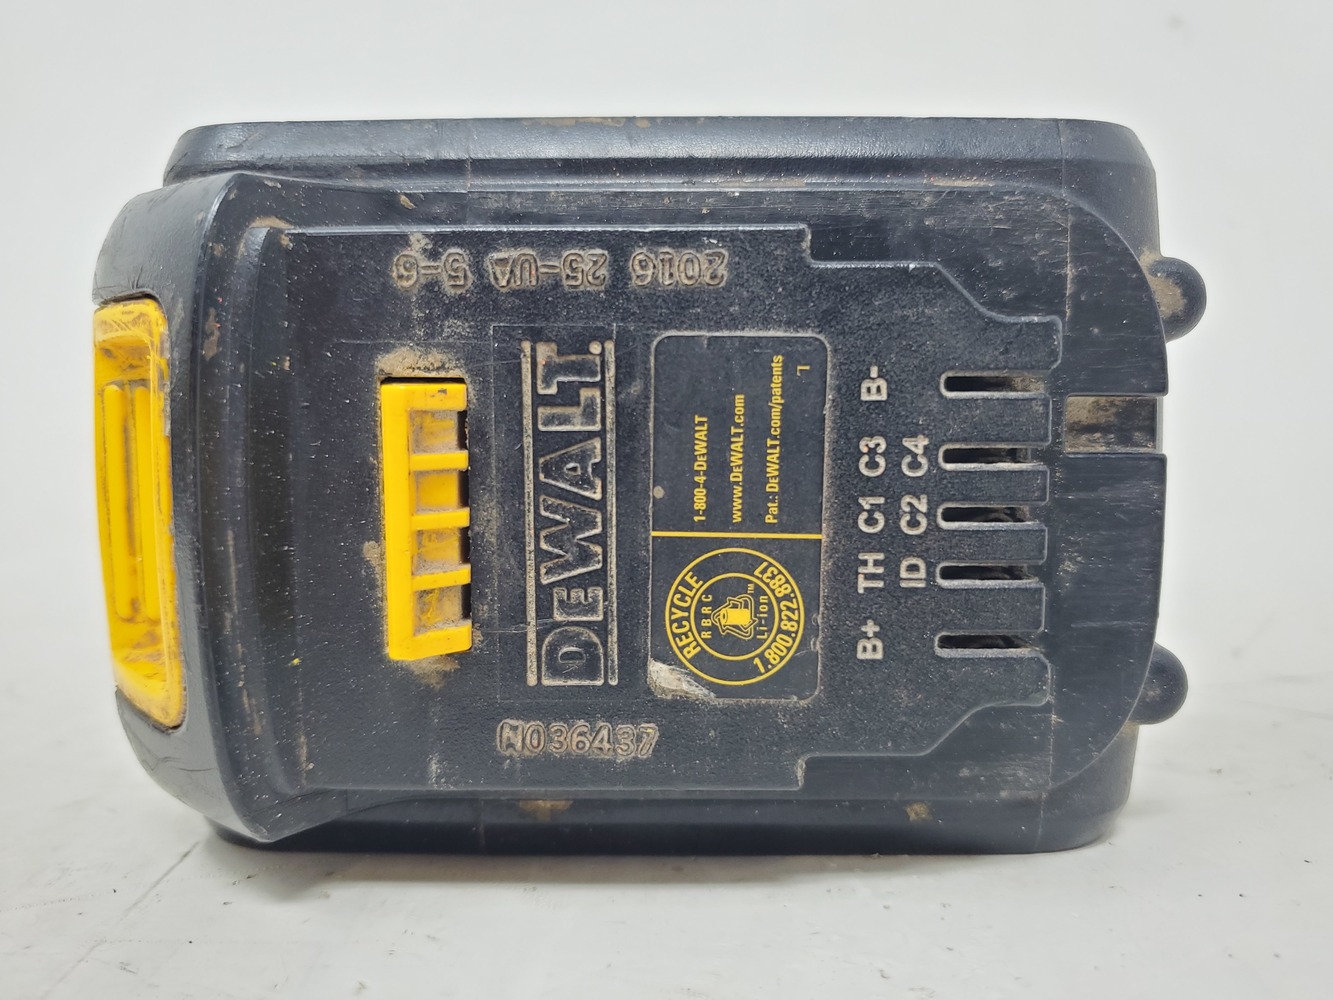 2016 25-UA 5-6
DEWALT.
1-800-4-DEWALT
www.DEWALT.com
Pat.: DEWALT.com/patents
RECYCLE
RBRC
Li-ion
TM
1.800.822.8837
B- C3 C1 TH B+
C4 C2 ID
N036437